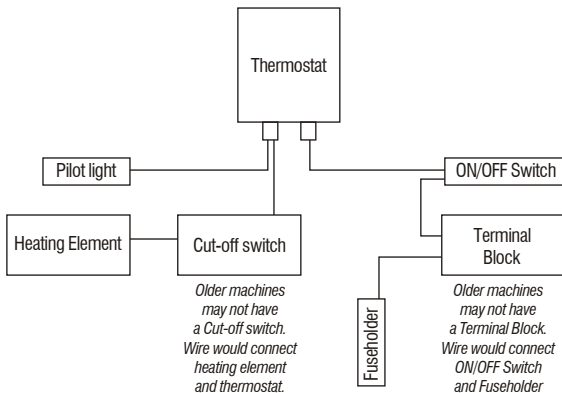 Thermostat
Pilot light
ON/OFF Switch
Heating Element
Cut-off switch
Terminal
Block
Older machines
may not have
a Cut-off switch.
Wire would connect
heating element
and thermostat.
Fuseholder
Older machines
may not have
a Terminal Block.
Wire would connect
ON/OFF Switch
and Fuseholder